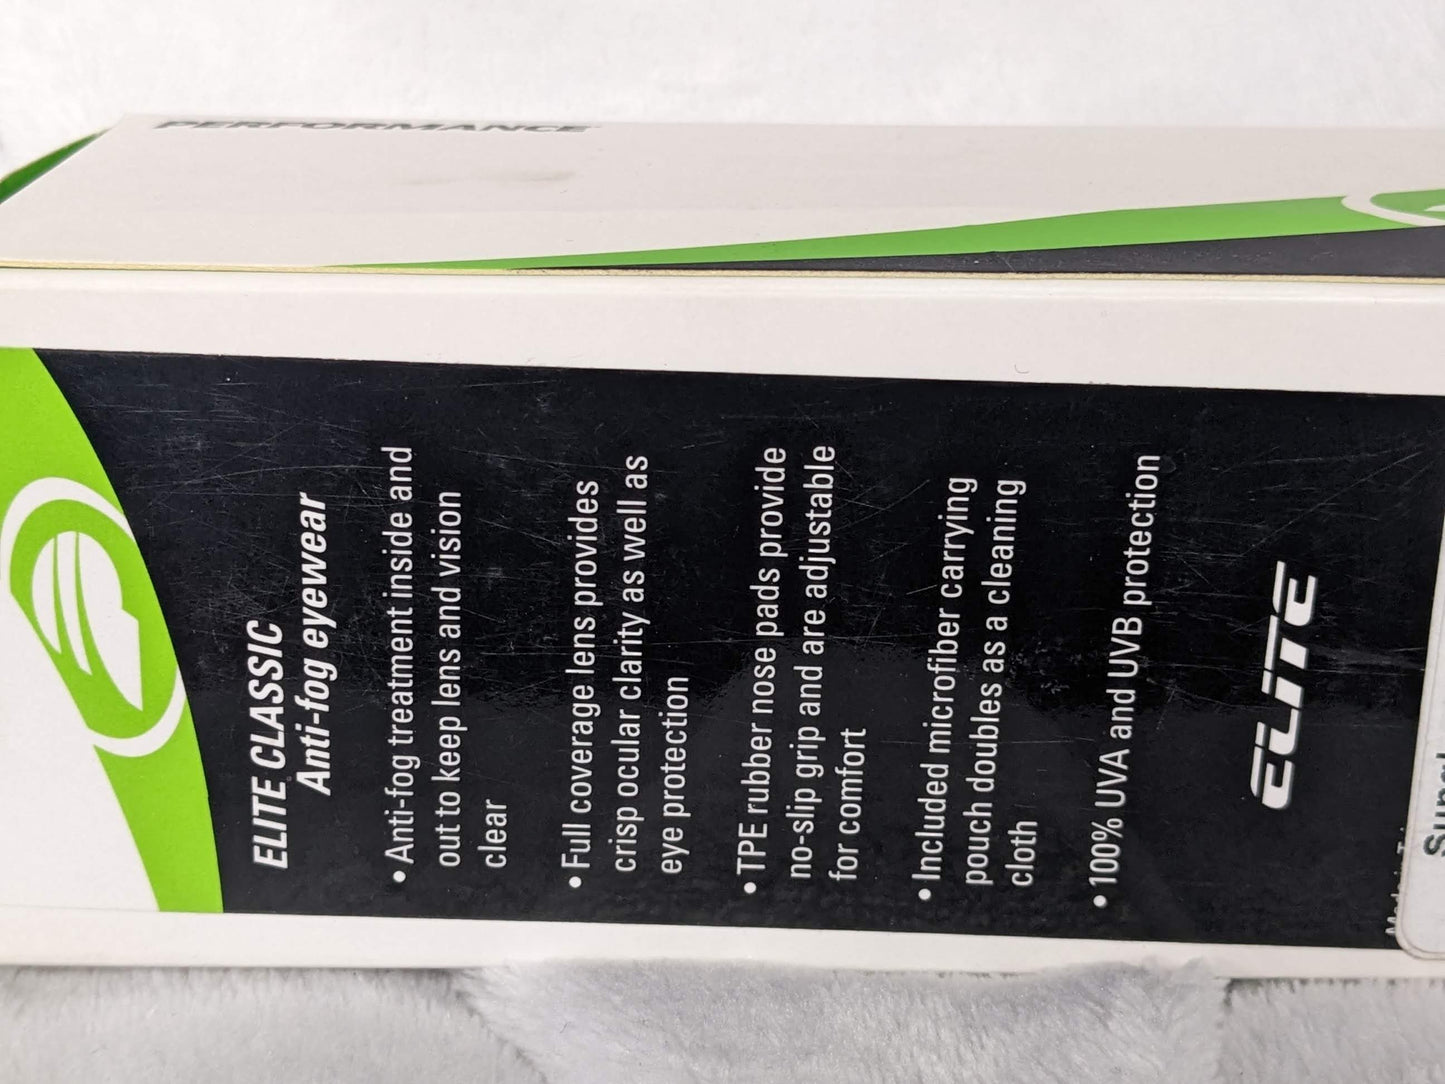 PERFORMANCE
ELITE CLASSIC
Anti-fog eyewear
• Anti-fog treatment inside and
out to keep lens and vision
clear
• Full coverage lens provides
crisp ocular clarity as well as
eye protection
• TPE rubber nose pads provide
no-slip grip and are adjustable
for comfort
• Included microfiber carrying
pouch doubles as a cleaning
cloth
• 100% UVA and UVB protection
ELITE